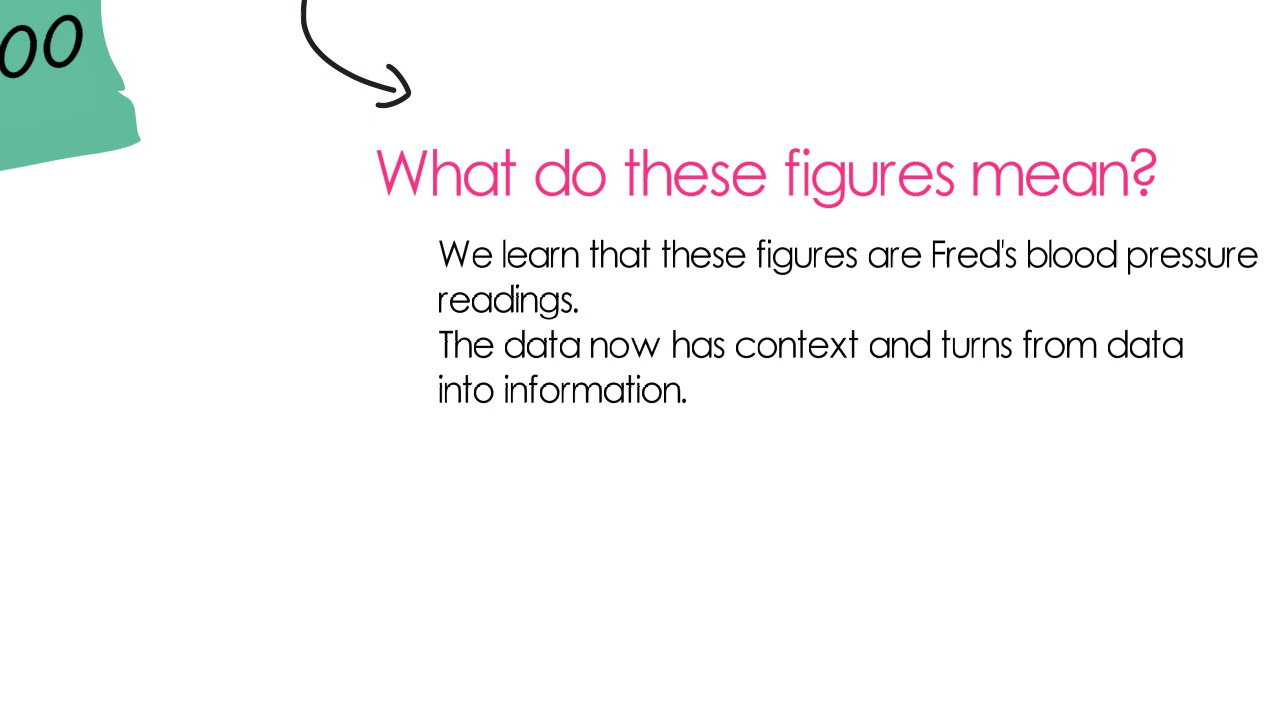 00
What do these figures mean?
We learn that these figures are Fred's blood pressure
readings.
The data now has context and turns from data
into information.